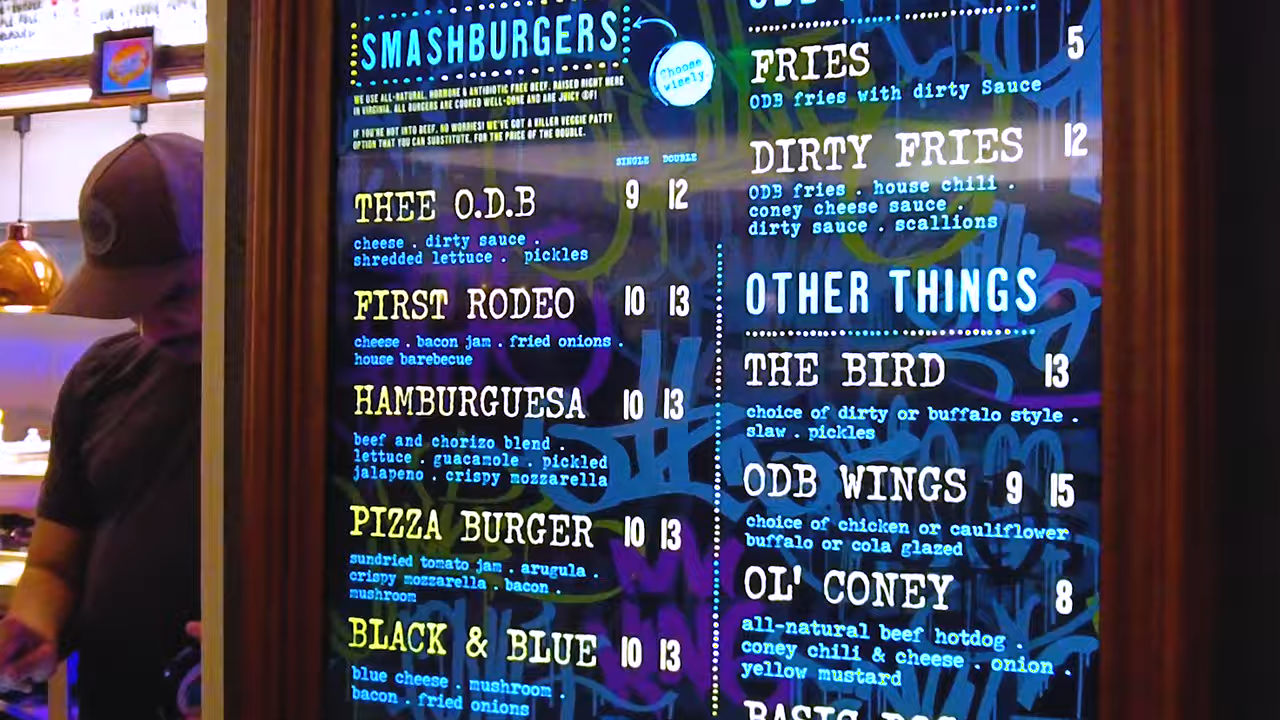 SMASHBURGERS
Choose
wisely.
WE USE ALL-NATURAL, HORMONE & ANTIBIOTIC FREE BEEF, RAISED RIGHT HERE
IN VIRGINIA. ALL BURGERS ARE COOKED WELL-DONE AND ARE JUICY @F!
IF YOU'RE NOT INTO BEEF, NO WORRIES! WE'VE GOT A KILLER VEGGIE PATTY
OPTION THAT YOU CAN SUBSTITUTE, FOR THE PRICE OF THE DOUBLE.
SINGLE DOUBLE
THEE O.D.B 9 12
cheese . dirty sauce .
shredded lettuce . pickles
FIRST RODEO 10 13
cheese . bacon jam . fried onions .
house barebecue
HAMBURGUESA 10 13
beef and chorizo blend .
lettuce . guacamole . pickled
jalapeno . crispy mozzarella
PIZZA BURGER 10 13
sundried tomato jam . arugula .
crispy mozzarella . bacon .
mushroom
BLACK & BLUE 10 13
blue cheese . mushroom .
bacon . fried onions
FRIES 5
ODB fries with dirty Sauce
DIRTY FRIES 12
ODB fries . house chili .
coney cheese sauce .
dirty sauce . scallions
OTHER THINGS
THE BIRD 13
choice of dirty or buffalo style .
slaw . pickles
ODB WINGS 9 15
choice of chicken or cauliflower
buffalo or cola glazed
OL' CONEY 8
all-natural beef hotdog .
coney chili & cheese . onion .
yellow mustard